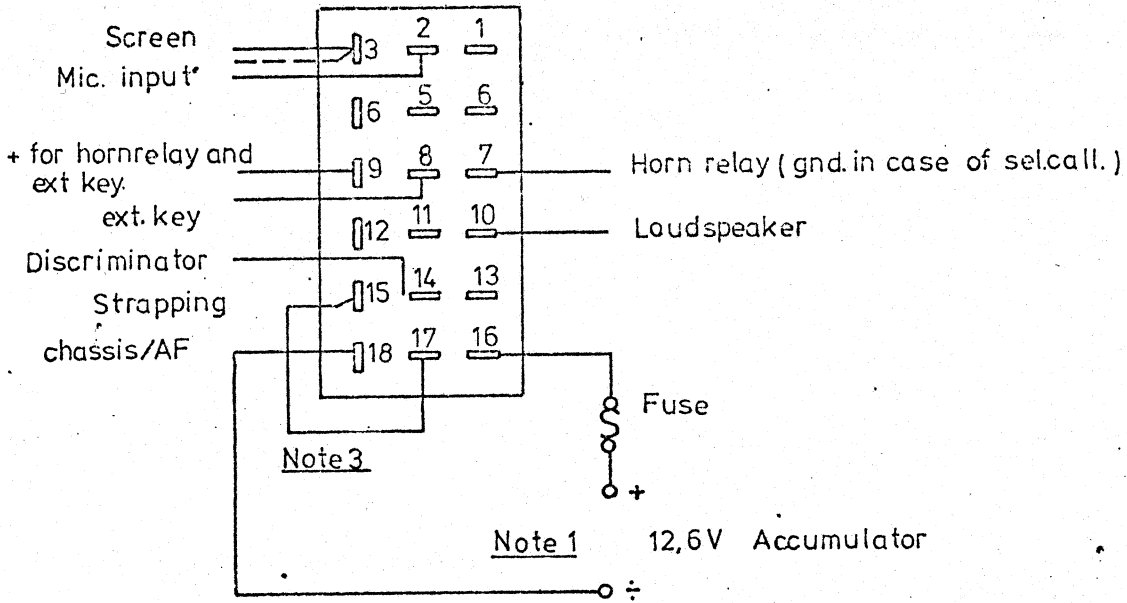 Screen
3 2 1
Mic. input
6 5 6
+ for hornrelay and
ext key.
9 8 7
Horn relay (gnd. in case of sel.call.)
ext. key
12 11 10
Loudspeaker
Discriminator
15 14 13
Strapping
chassis/AF
18 17 16
Fuse
Note 3
+
Note 1 12,6V Accumulator
÷